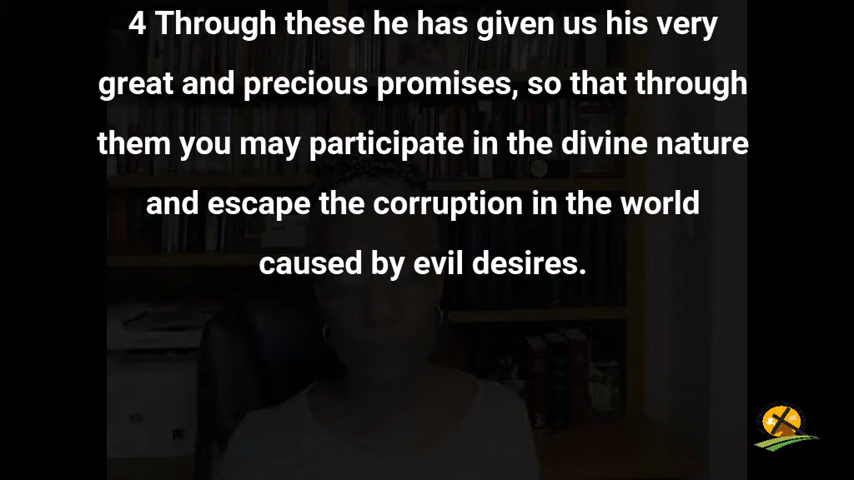 4 Through these he has given us his very
great and precious promises, so that through
them you may participate in the divine nature
and escape the corruption in the world
caused by evil desires.